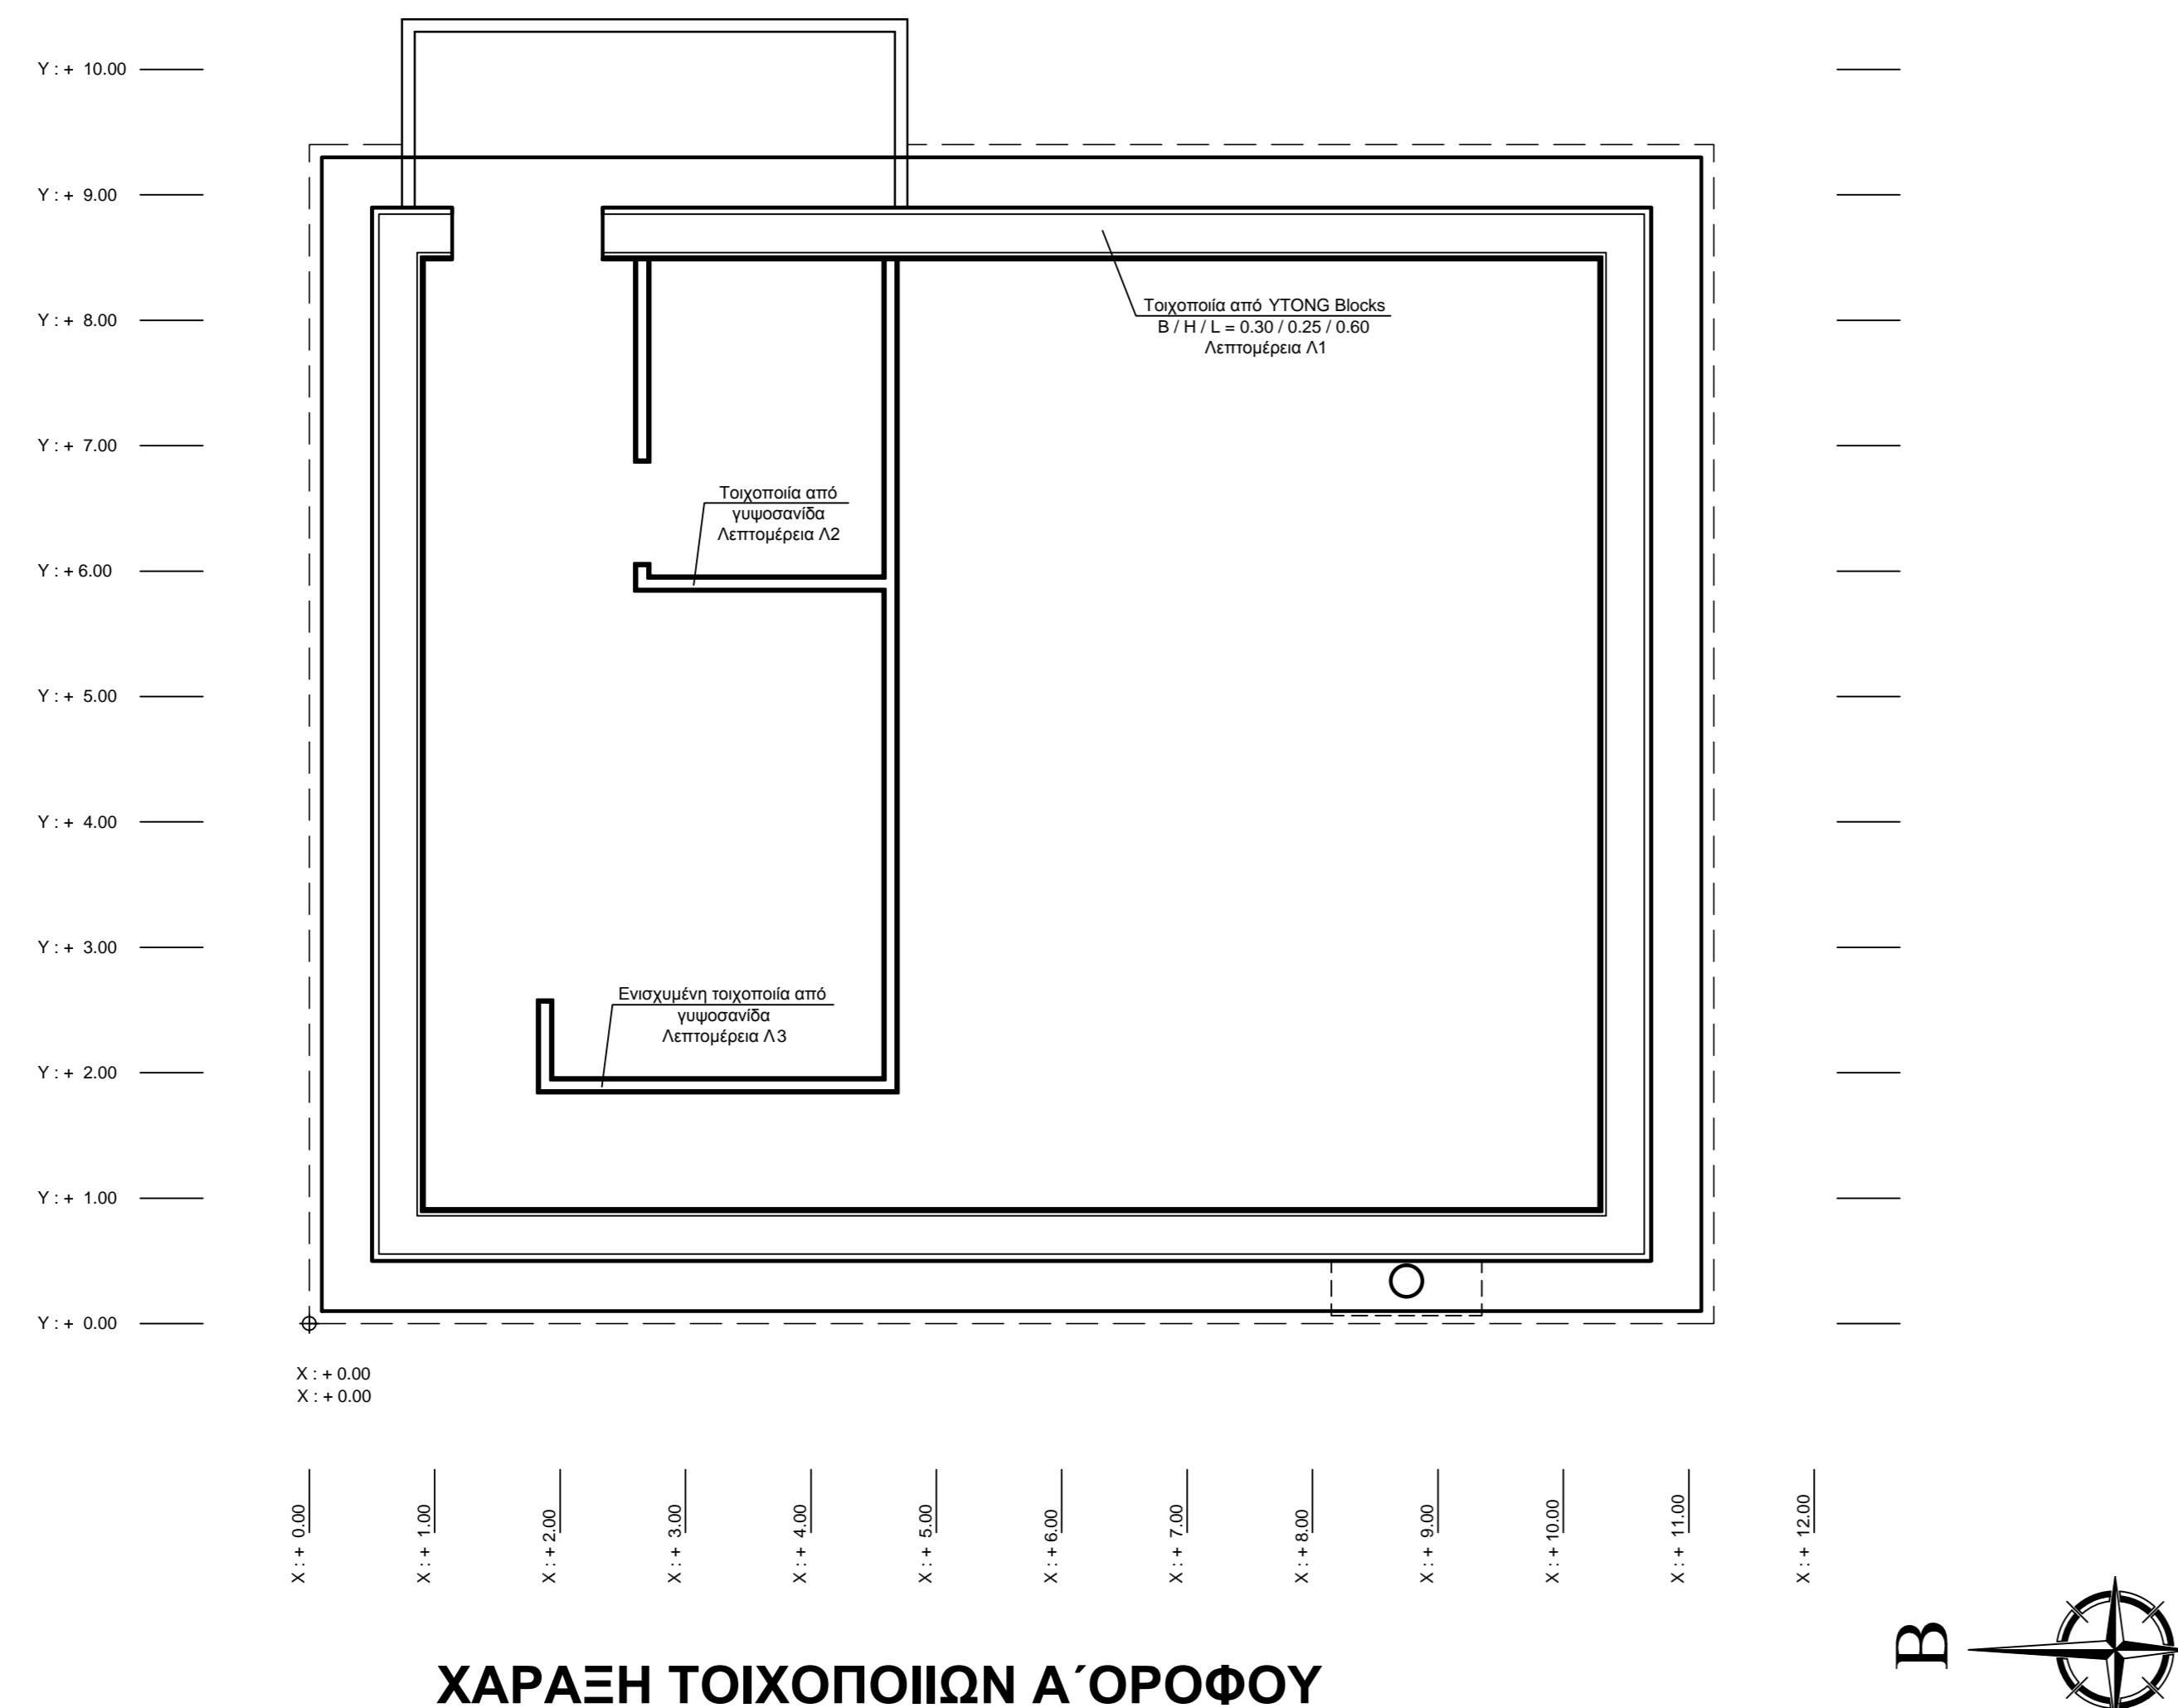 Y : + 10.00
Y : + 9.00
Y : + 8.00
Τοιχοποιία από YTONG Blocks
B / H / L = 0.30 / 0.25 / 0.60
Λεπτομέρεια Λ1
Y : + 7.00
Τοιχοποιία από
γυψοσανίδα
Λεπτομέρεια Λ2
Y : + 6.00
Y : + 5.00
Y : + 4.00
Y : + 3.00
Ενισχυμένη τοιχοποιία από
γυψοσανίδα
Λεπτομέρεια Λ3
Y : + 2.00
Y : + 1.00
Y : + 0.00
X : + 0.00
X : + 0.00
X : + 0.00
X : + 1.00
X : + 2.00
X : + 3.00
X : + 4.00
X : + 5.00
X : + 6.00
X : + 7.00
X : + 8.00
X : + 9.00
X : + 10.00
X : + 11.00
X : + 12.00
Β
ΧΑΡΑΞΗ ΤΟΙΧΟΠΟΙΙΩΝ Α΄ΟΡΟΦΟΥ